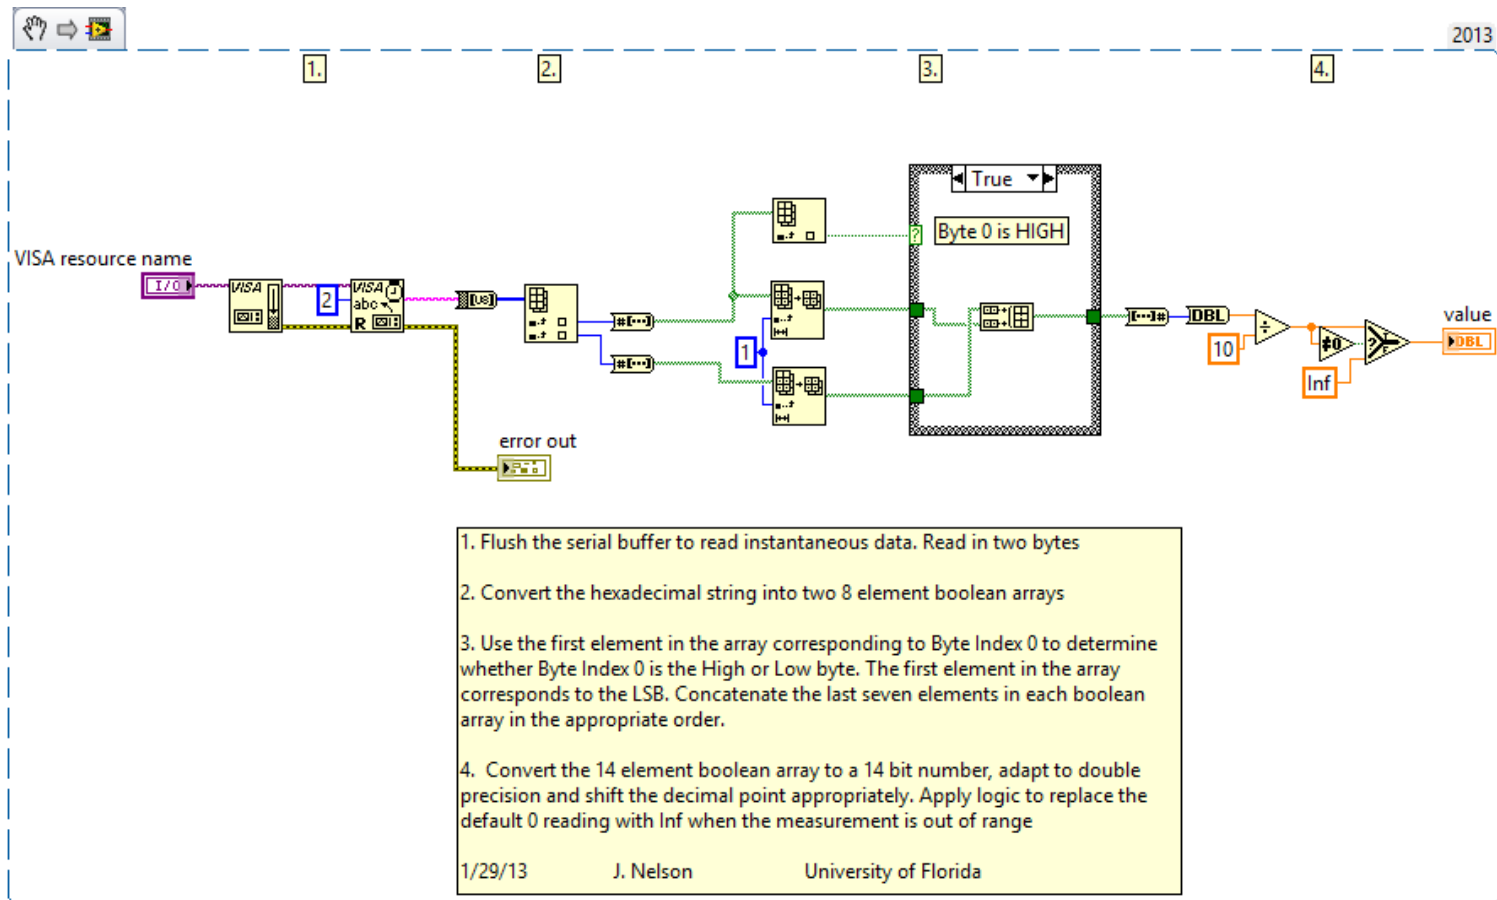 2013
1.
2.
3.
4.
True
Byte 0 is HIGH
VISA resource name
I/O
VISA
2
VISA
abc
R
[U8]
#[...]
#[...]
1
[...]#
DBL
10
÷
≠0
?
T
F
Inf
value
DBL
error out
1. Flush the serial buffer to read instantaneous data. Read in two bytes
2. Convert the hexadecimal string into two 8 element boolean arrays
3. Use the first element in the array corresponding to Byte Index 0 to determine
whether Byte Index 0 is the High or Low byte. The first element in the array
corresponds to the LSB. Concatenate the last seven elements in each boolean
array in the appropriate order.
4. Convert the 14 element boolean array to a 14 bit number, adapt to double
precision and shift the decimal point appropriately. Apply logic to replace the
default 0 reading with Inf when the measurement is out of range
1/29/13 J. Nelson University of Florida